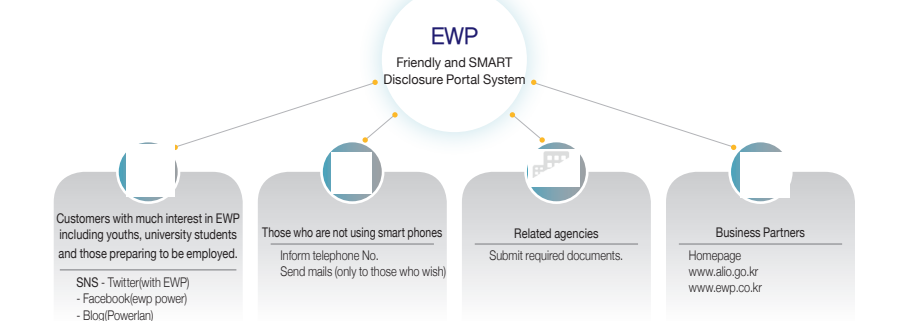 EWP
Friendly and SMART
Disclosure Portal System
Customers with much interest in EWP
including youths, university students
and those preparing to be employed.
SNS - Twitter(with EWP)
- Facebook(ewp power)
- Blog(Powerlan)
Those who are not using smart phones
Inform telephone No.
Send mails (only to those who wish)
Related agencies
Submit required documents.
Business Partners
Homepage
www.alio.go.kr
www.ewp.co.kr